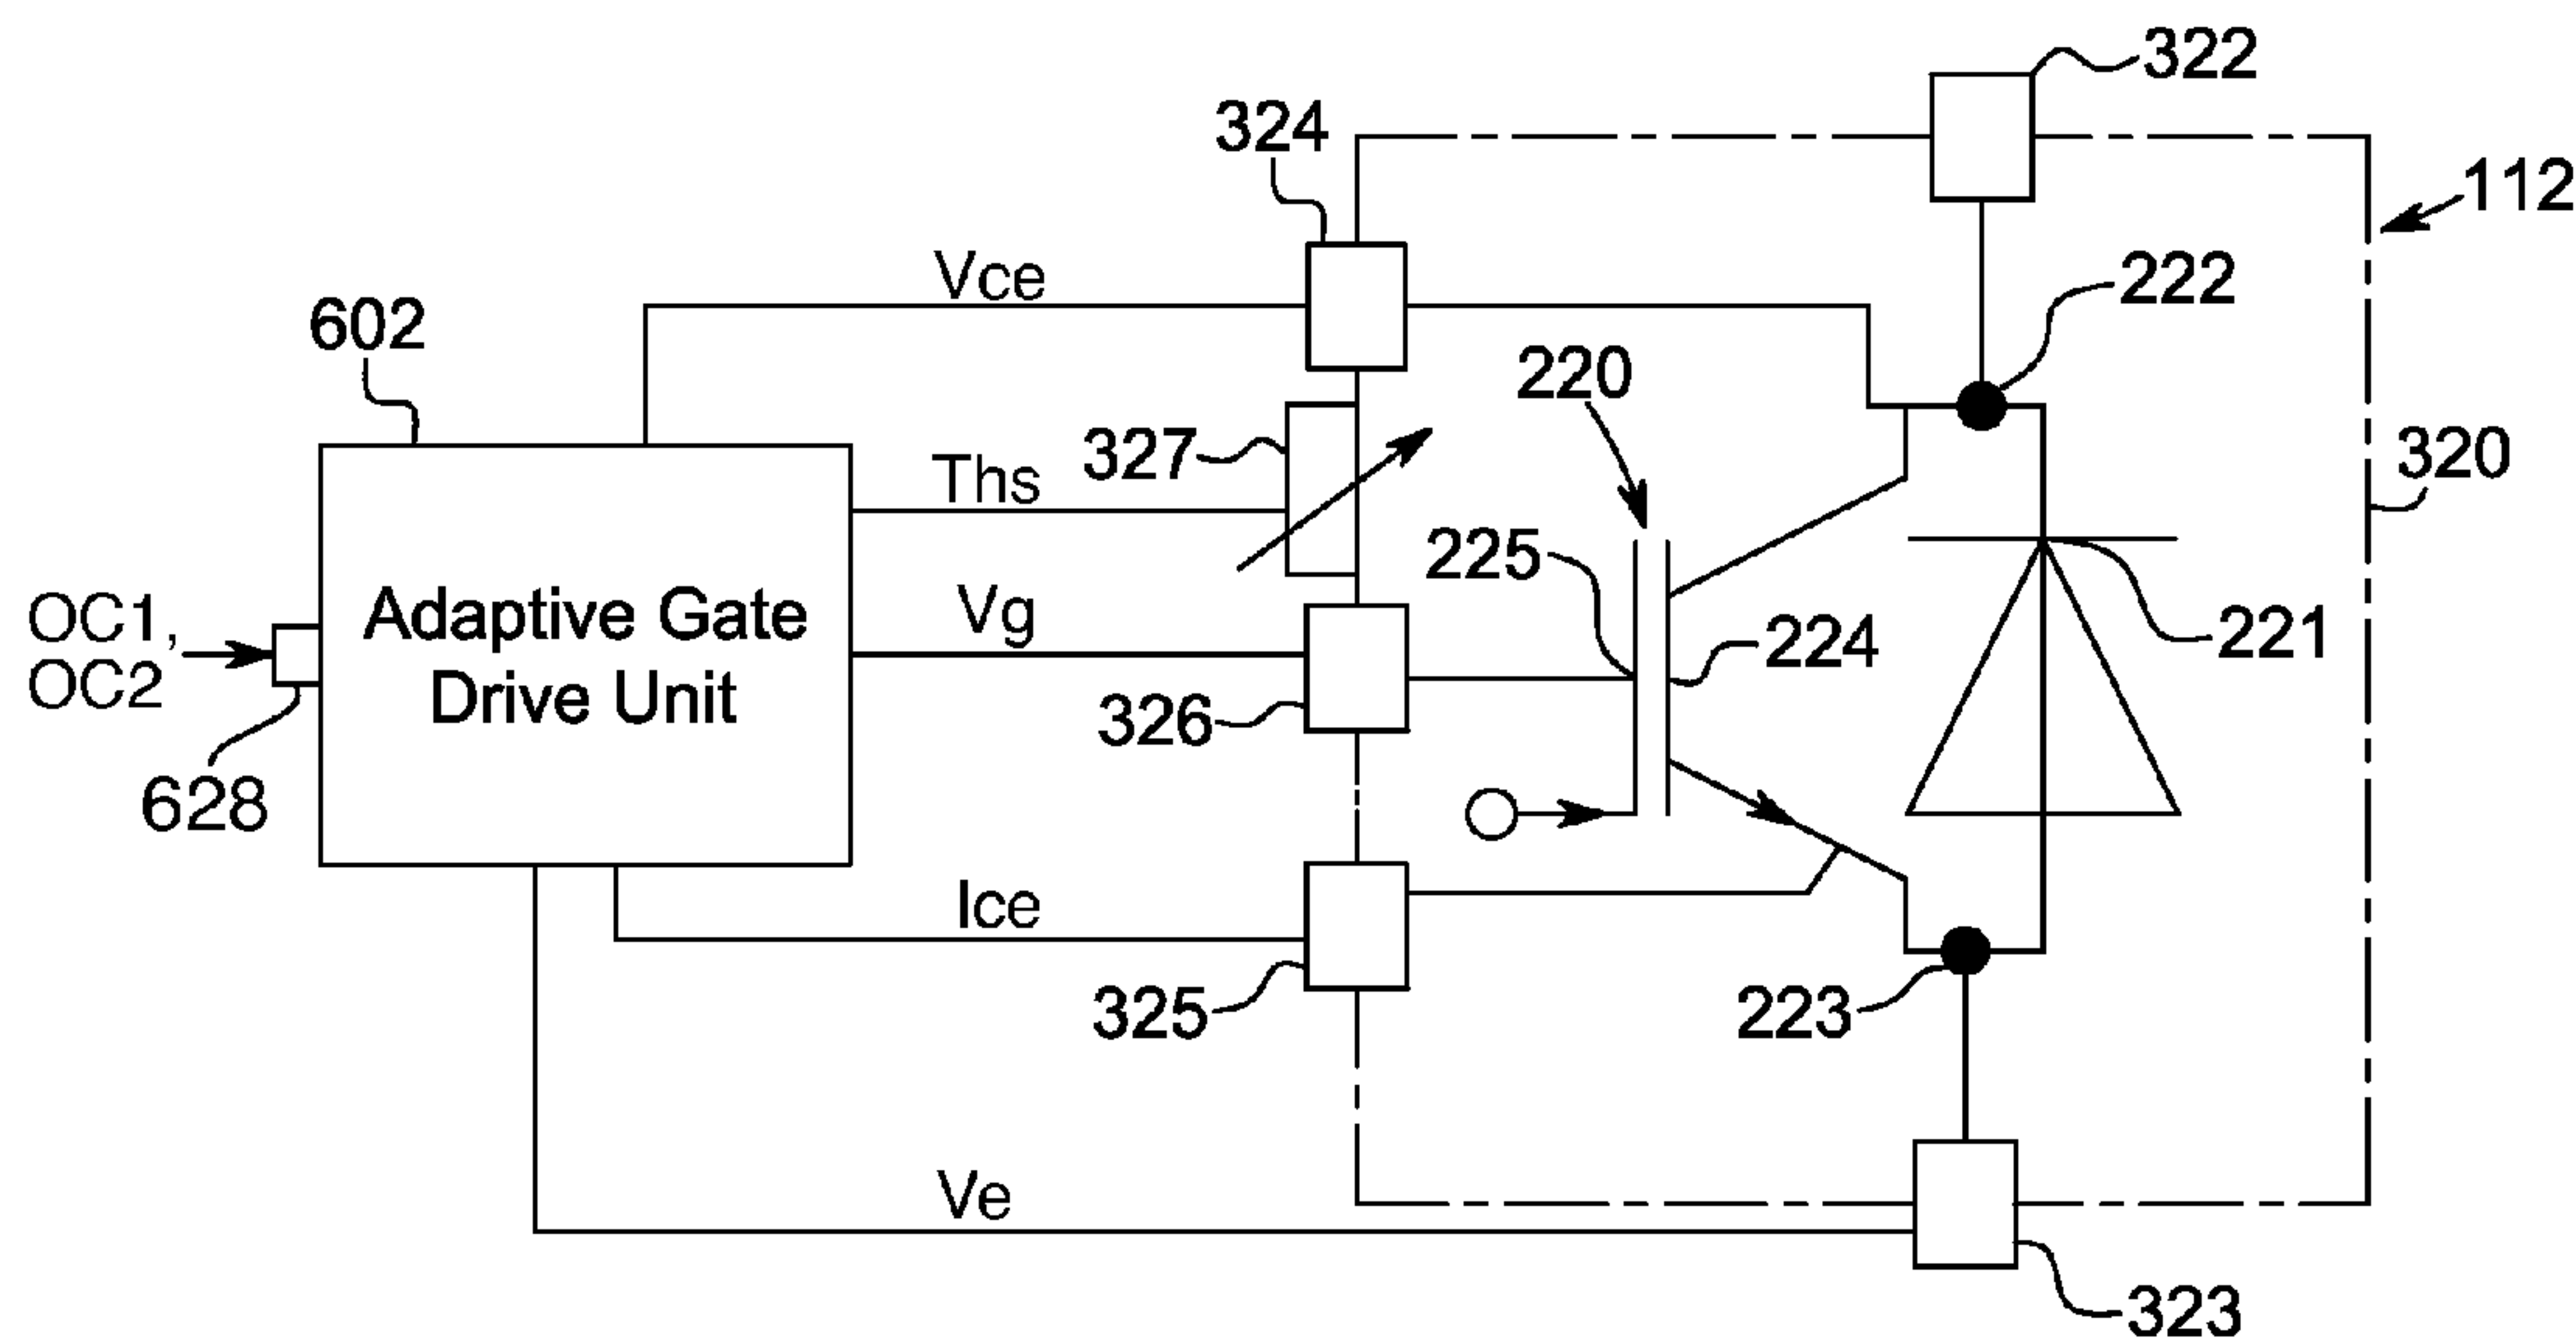 322
324
112
Vce
222
602
220
327
320
Ths
225
OC1,
OC2
Adaptive Gate
Drive Unit
Vg
224
221
326
628
Ice
325
223
Ve
323